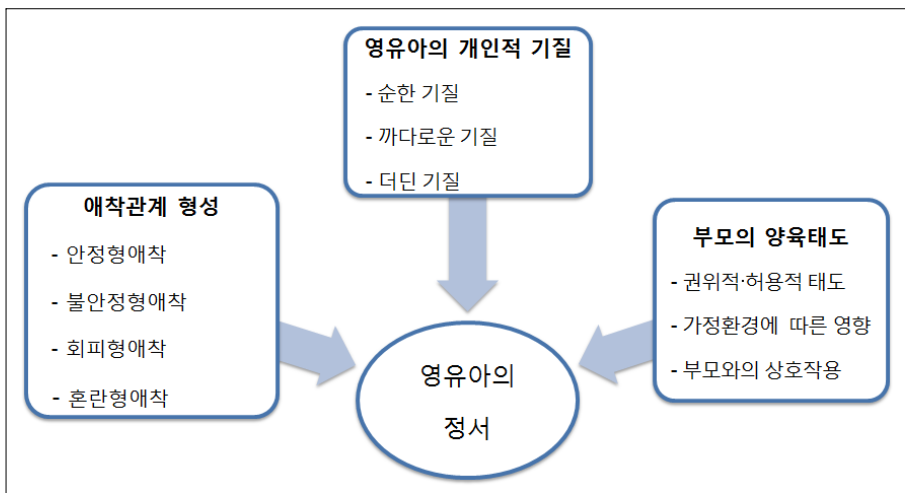 영유아의 개인적 기질
- 순한 기질
- 까다로운 기질
- 더딘 기질
애착관계 형성
- 안정형애착
- 불안정형애착
- 회피형애착
- 혼란형애착
부모의 양육태도
- 권위적·허용적 태도
- 가정환경에 따른 영향
- 부모와의 상호작용
영유아의
정서